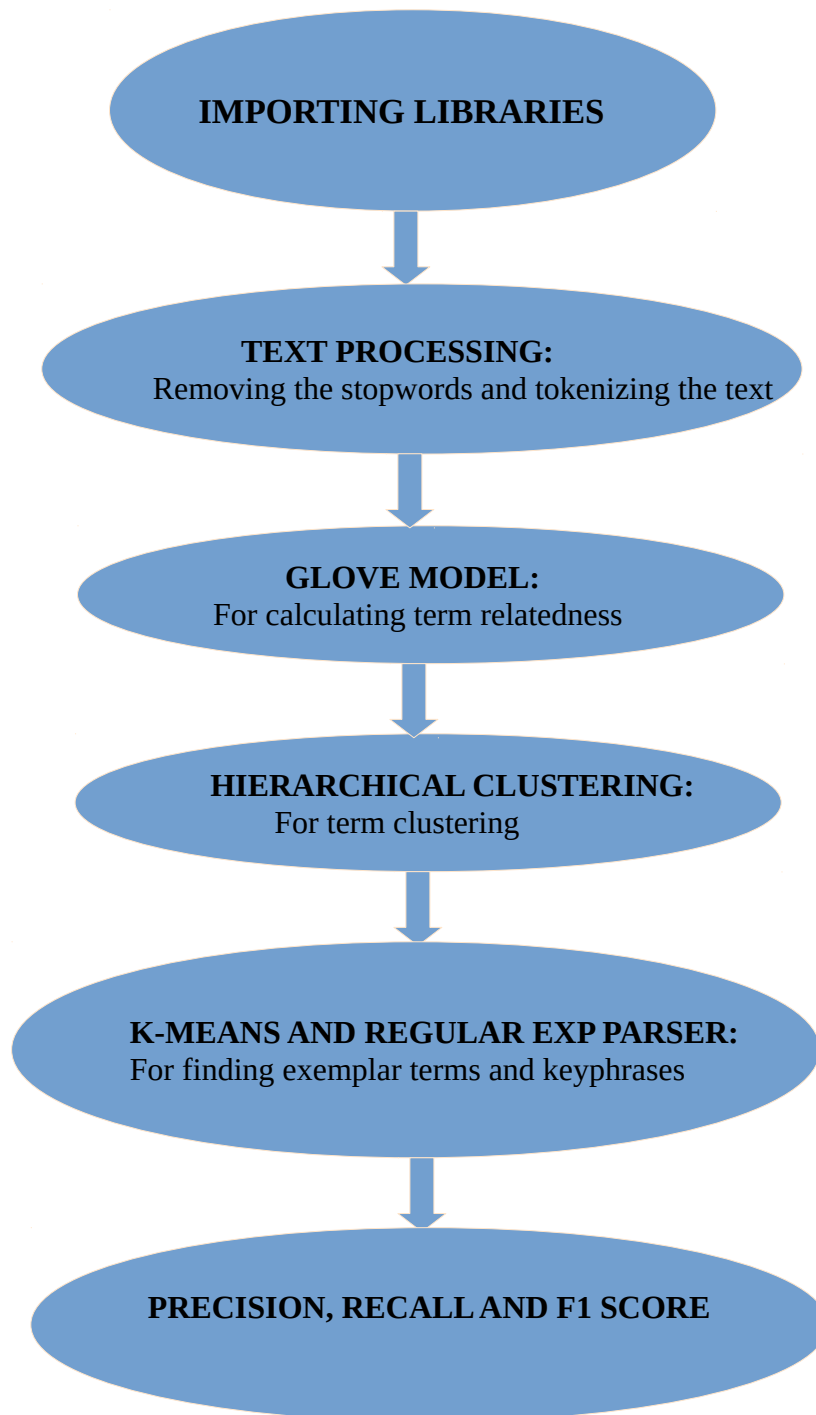 IMPORTING LIBRARIES
TEXT PROCESSING:
Removing the stopwords and tokenizing the text
GLOVE MODEL:
For calculating term relatedness
HIERARCHICAL CLUSTERING:
For term clustering
K-MEANS AND REGULAR EXP PARSER:
For finding exemplar terms and keyphrases
PRECISION, RECALL AND F1 SCORE